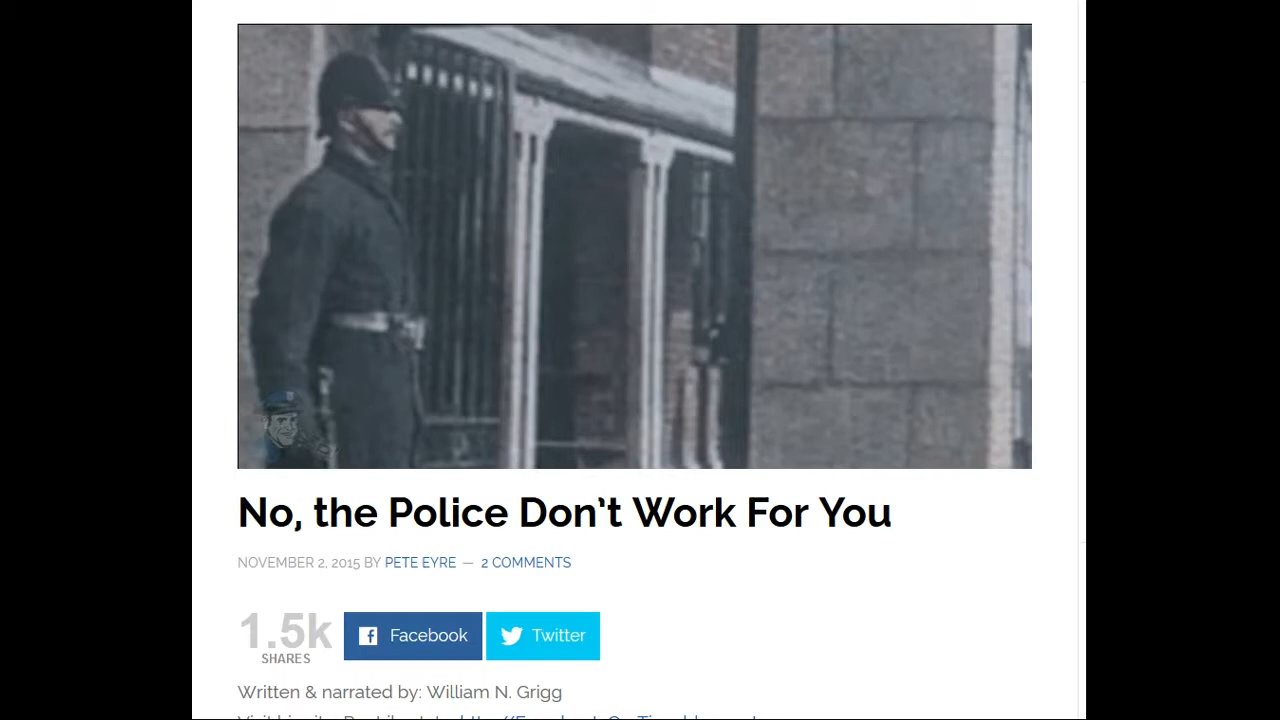 No, the Police Don't Work For You
NOVEMBER 2, 2015 BY PETE EYRE — 2 COMMENTS
1.5k
SHARES
Facebook
Twitter
Written & narrated by: William N. Grigg